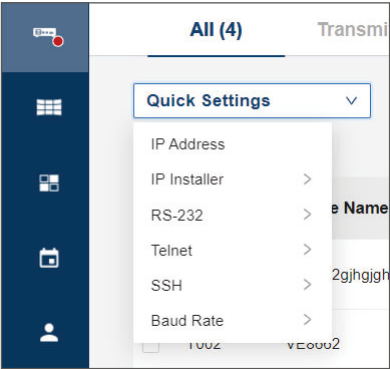 All (4) Transmi
Quick Settings
IP Address
IP Installer
RS-232
e Name
Telnet
2gjhgjgh
SSH
Baud Rate
T002 VE8662